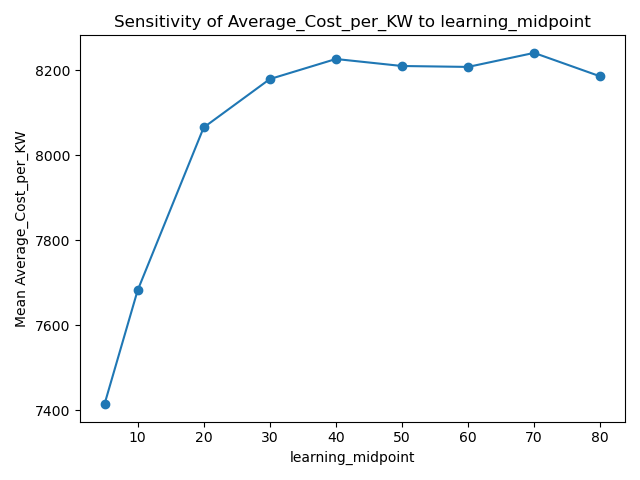 Sensitivity of Average_Cost_per_KW to learning_midpoint
Mean Average_Cost_per_KW
8200
8000
7800
7600
7400
10 20 30 40 50 60 70 80
learning_midpoint